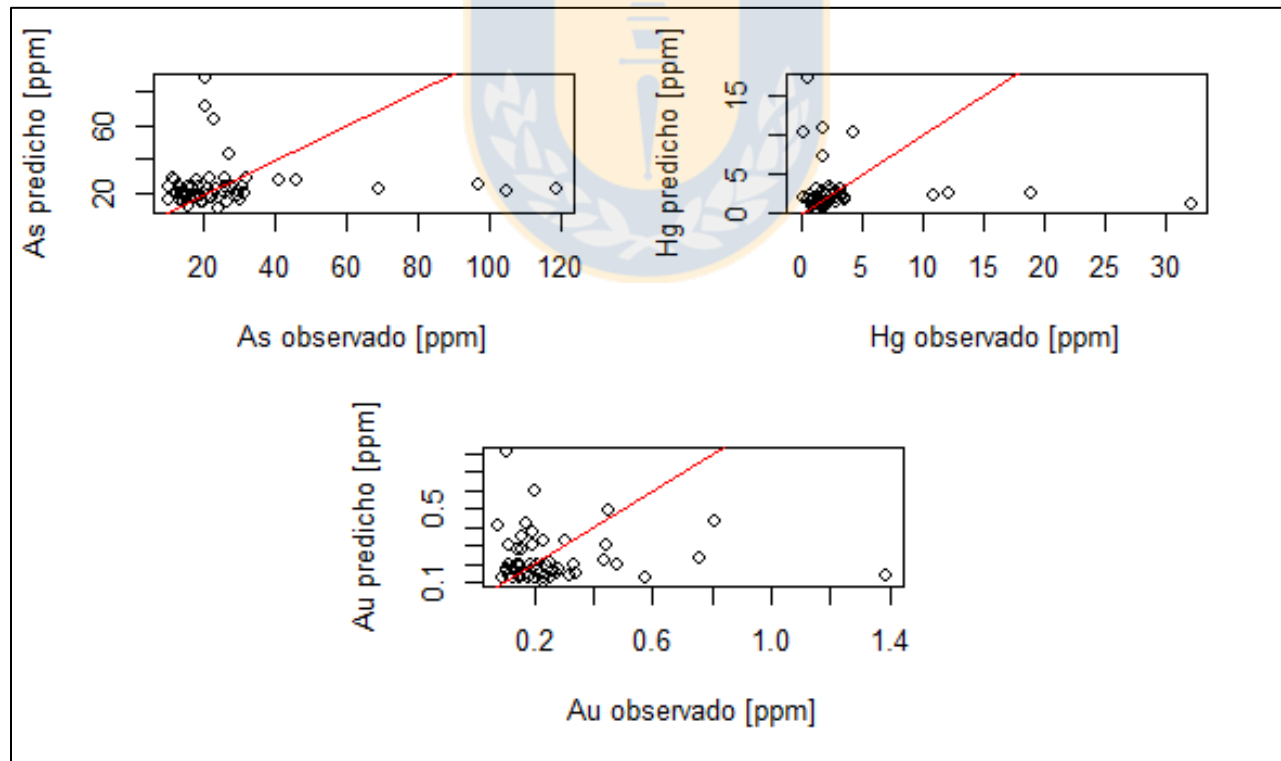 As predicho [ppm]
60
20
20 40 60 80 100 120
As observado [ppm]
Hg predicho [ppm]
15
5
0
0 5 10 15 20 25 30
Hg observado [ppm]
Au predicho [ppm]
0.5
0.1
0.2 0.6 1.0 1.4
Au observado [ppm]